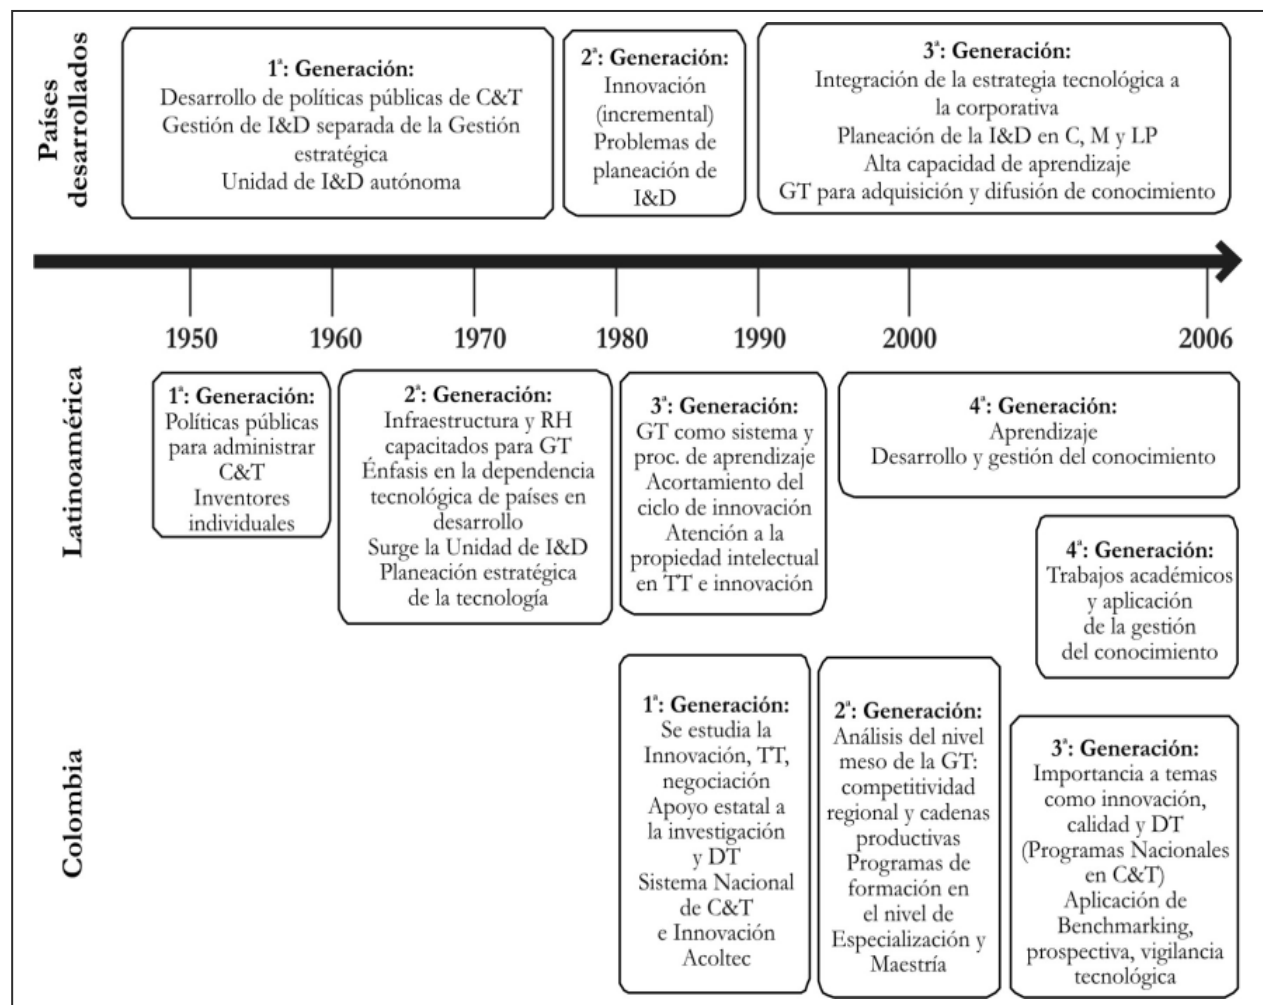 Países
desarrollados
1ª: Generación:
Desarrollo de políticas públicas de C&T
Gestión de I&D separada de la Gestión
estratégica
Unidad de I&D autónoma
2ª: Generación:
Innovación
(incremental)
Problemas de
planeación de
I&D
3ª: Generación:
Integración de la estrategia tecnológica a
la corporativa
Planeación de la I&D en C, M y LP
Alta capacidad de aprendizaje
GT para adquisición y difusión de conocimiento
1950
1960
1970
1980
1990
2000
2006
Latinoamérica
1ª: Generación:
Políticas públicas
para administrar
C&T
Inventores
individuales
2ª: Generación:
Infraestructura y RH
capacitados para GT
Énfasis en la dependencia
tecnológica de países en
desarrollo
Surge la Unidad de I&D
Planeación estratégica
de la tecnología
3ª: Generación:
GT como sistema y
proc. de aprendizaje
Acortamiento del
ciclo de innovación
Atención a la
propiedad intelectual
en TT e innovación
4ª: Generación:
Aprendizaje
Desarrollo y gestión del conocimiento
4ª: Generación:
Trabajos académicos
y aplicación
de la gestión
del conocimiento
Colombia
1ª: Generación:
Se estudia la
Innovación, TT,
negociación
Apoyo estatal a
la investigación
y DT
Sistema Nacional
de C&T
e Innovación
Acoltec
2ª: Generación:
Análisis del nivel
meso de la GT:
competitividad
regional y cadenas
productivas
Programas de
formación en
el nivel de
Especialización y
Maestría
3ª: Generación:
Importancia a temas
como innovación,
calidad y DT
(Programas Nacionales
en C&T)
Aplicación de
Benchmarking,
prospectiva, vigilancia
tecnológica